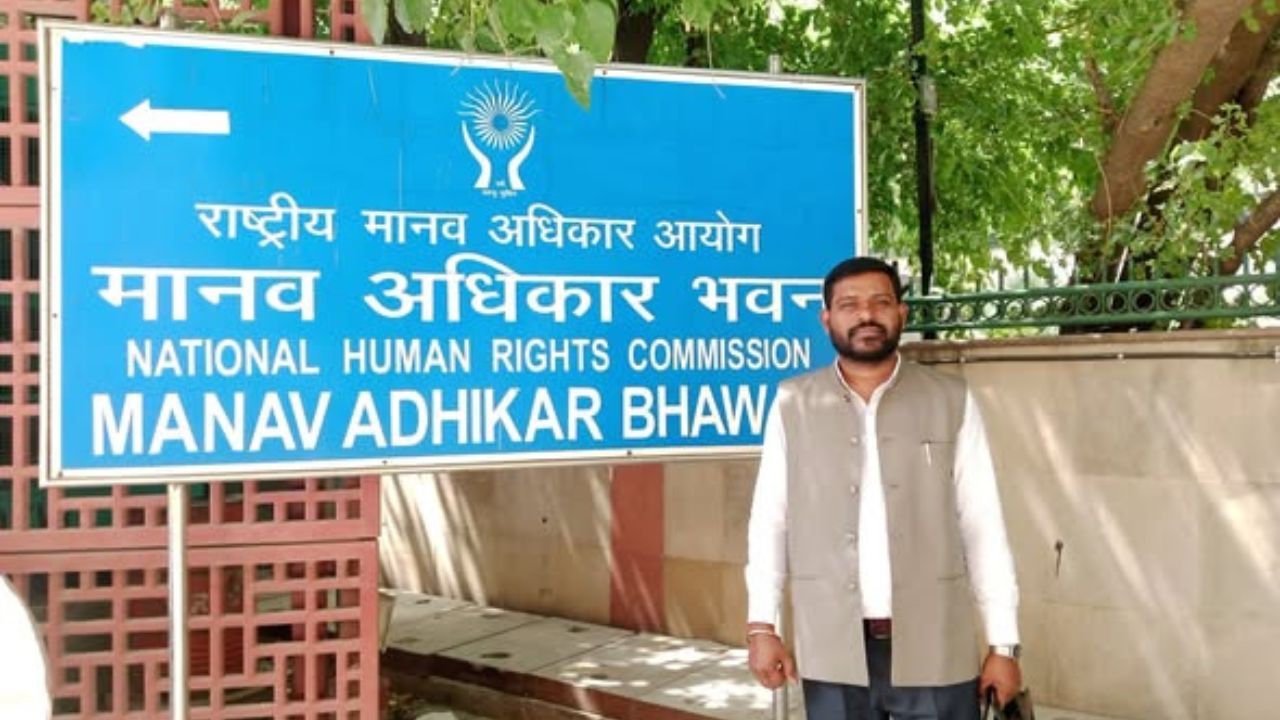 राष्ट्रीय मानव अधिकार आयोग
मानव अधिकार भवन
NATIONAL HUMAN RIGHTS COMMISSION
MANAV ADHIKAR BHAWA